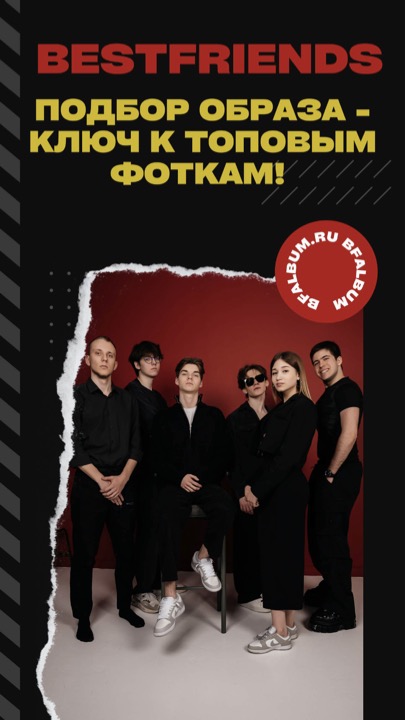 BESTFRIENDS
ПОДБОР ОБРАЗА -
КЛЮЧ К ТОПОВЫМ
ФОТКАМ!
BFALBUM.RU BFALBUM